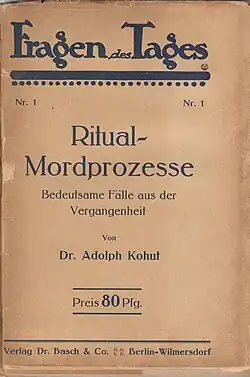 Fragen des Tages
Nr. 1 Nr. 1
Ritual-
Mordprozesse
Bedeutsame Fälle aus der
Vergangenheit
Von
Dr. Adolph Kohut
Preis 80 Pfg.
Verlag Dr. Basch & Co. :: Berlin-Wilmersdorf